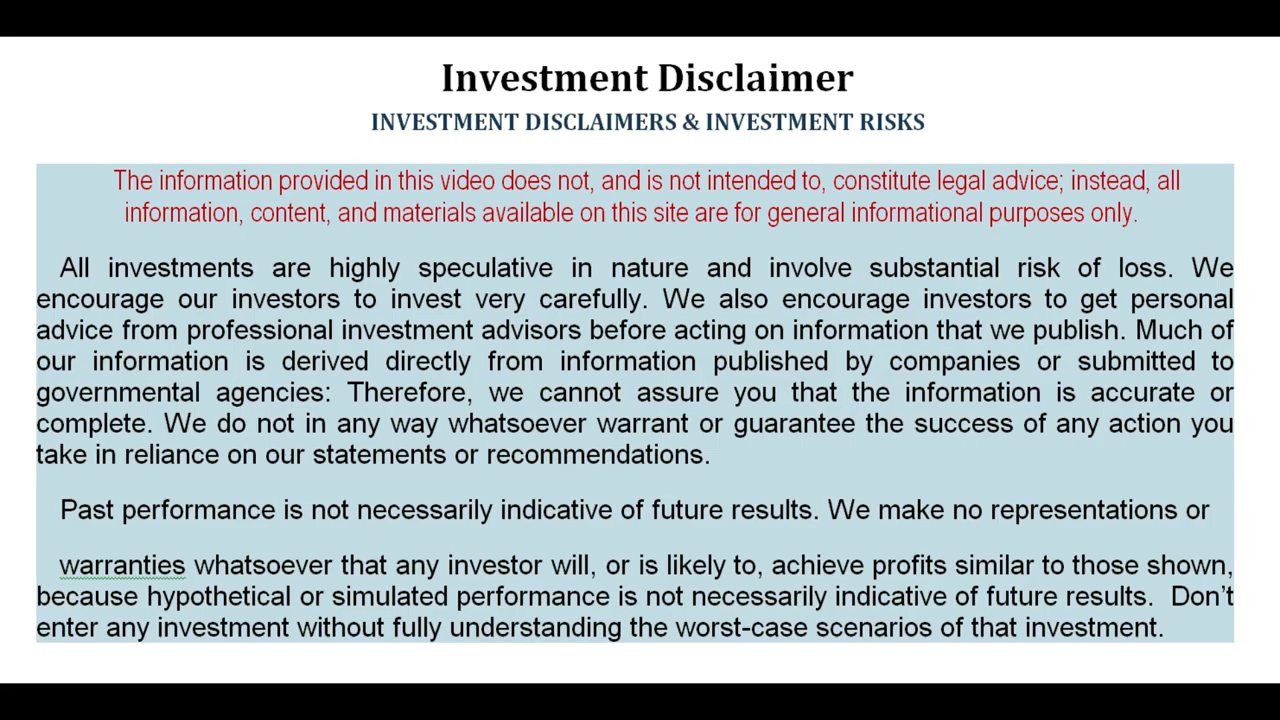 Investment Disclaimer
INVESTMENT DISCLAIMERS & INVESTMENT RISKS
The information provided in this video does not, and is not intended to, constitute legal advice; instead, all
information, content, and materials available on this site are for general informational purposes only.
All investments are highly speculative in nature and involve substantial risk of loss. We
encourage our investors to invest very carefully. We also encourage investors to get personal
advice from professional investment advisors before acting on information that we publish. Much of
our information is derived directly from information published by companies or submitted to
governmental agencies: Therefore, we cannot assure you that the information is accurate or
complete. We do not in any way whatsoever warrant or guarantee the success of any action you
take in reliance on our statements or recommendations.
Past performance is not necessarily indicative of future results. We make no representations or
warranties whatsoever that any investor will, or is likely to, achieve profits similar to those shown,
because hypothetical or simulated performance is not necessarily indicative of future results.  Don’t
enter any investment without fully understanding the worst-case scenarios of that investment.